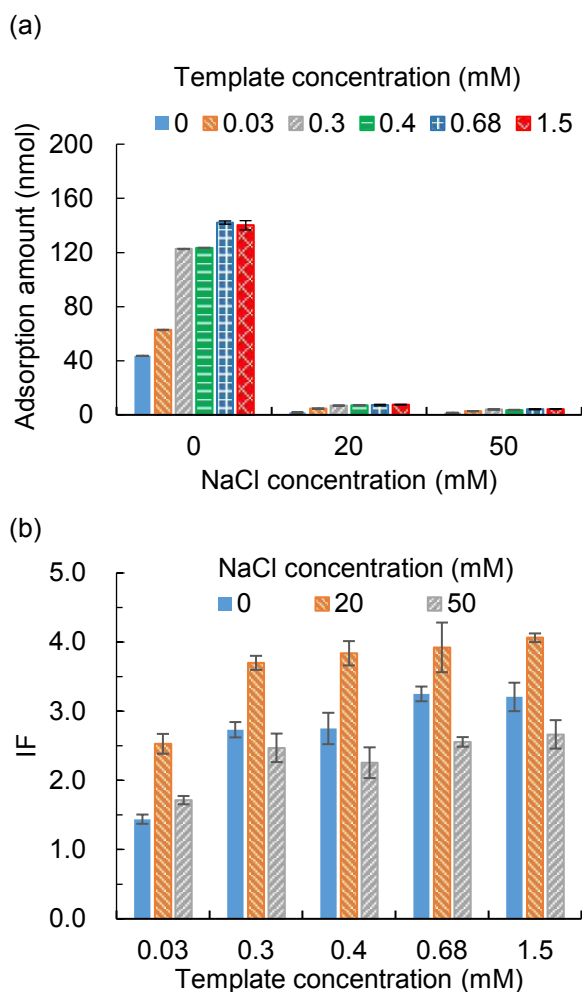 (a)
Template concentration (mM)
0 0.03 0.3 0.4 0.68 1.5
Adsorption amount (nmol)
200
160
120
80
40
0
0 20 50
NaCl concentration (mM)
(b)
NaCl concentration (mM)
0 20 50
IF
5.0
4.0
3.0
2.0
1.0
0.0
0.03 0.3 0.4 0.68 1.5
Template concentration (mM)